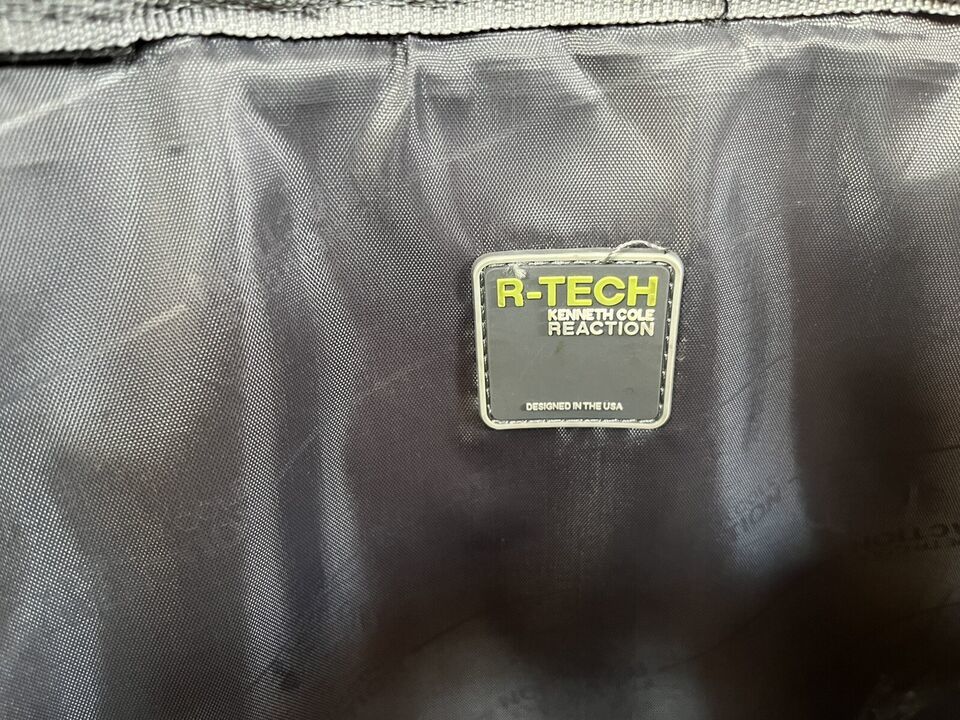 R-TECH
KENNETH COLE
REACTION
DESIGNED IN THE USA